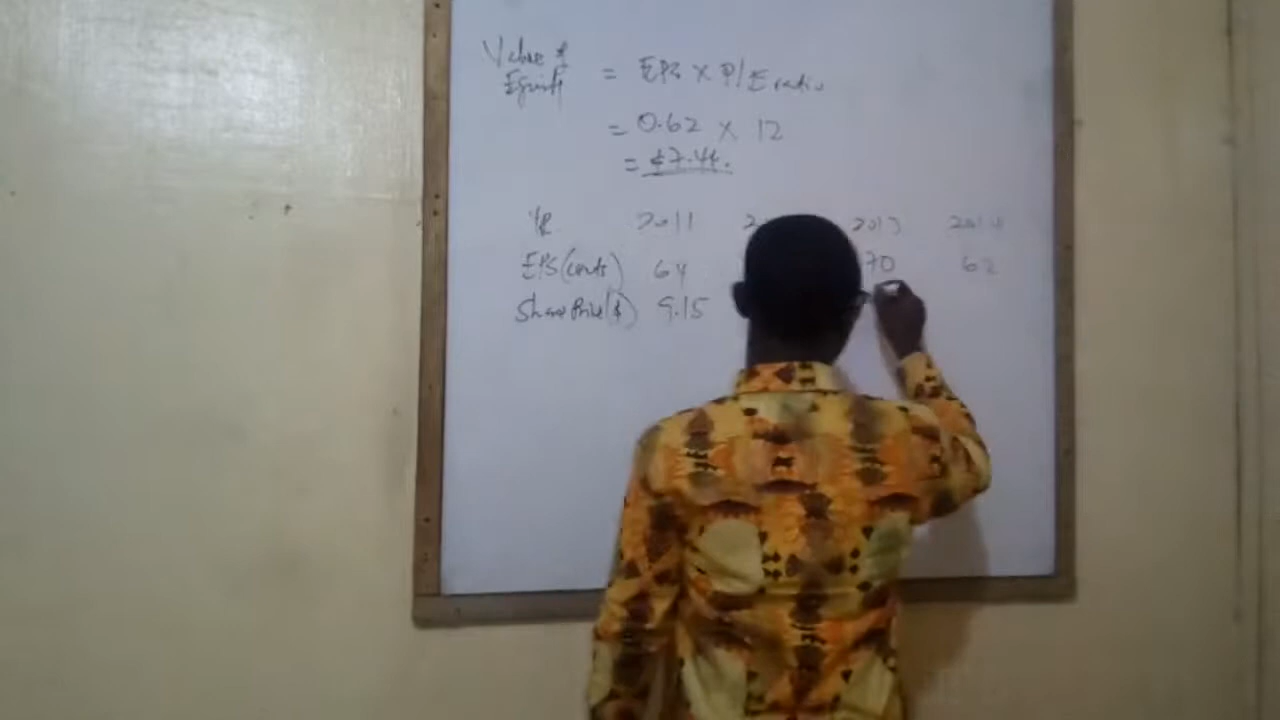 Value of
Equity = EPS x P/E ratio
= 0.62 x 12
= $7.44.
YR. 2011 2013 2014
EPS(cents) 64 70 62
Share Price($) 9.15